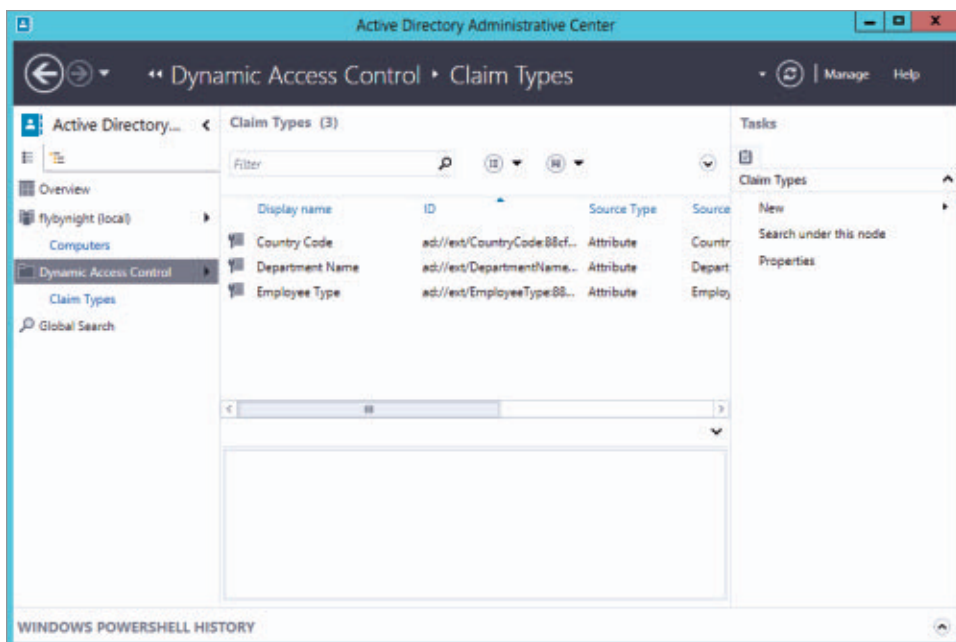 Active Directory Administrative Center
Dynamic Access Control Claim Types
Manage Help
Active Directory...
Overview
flybynight (local)
Computers
Dynamic Access Control
Claim Types
Global Search
Claim Types (3)
Filter
Display name ID Source Type Source
Country Code ad://ext/CountryCode:88cf... Attribute Countr
Department Name ad://ext/DepartmentName... Attribute Depart
Employee Type ad://ext/EmployeeType:88... Attribute Employ
Tasks
Claim Types
New
Search under this node
Properties
WINDOWS POWERSHELL HISTORY